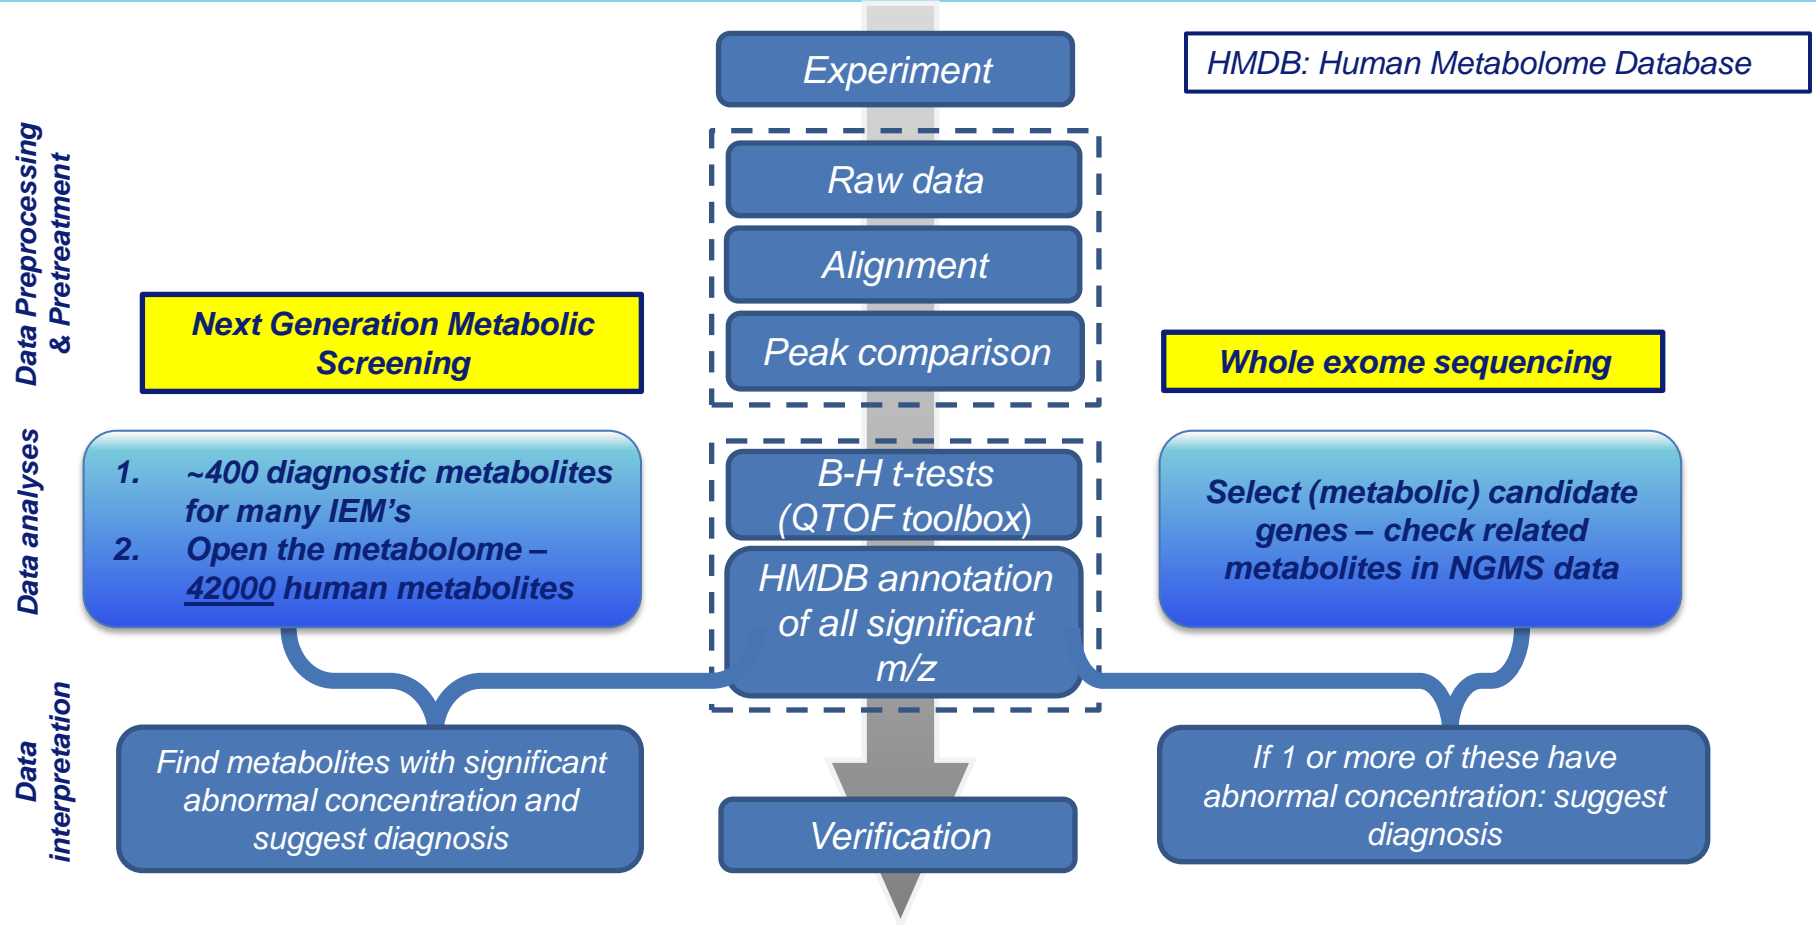 Experiment
HMDB: Human Metabolome Database
Data Preprocessing
& Pretreatment
Raw data
Alignment
Peak comparison
Next Generation Metabolic
Screening
Whole exome sequencing
Data analyses
1. ~400 diagnostic metabolites
for many IEM's
2. Open the metabolome –
42000 human metabolites
B-H t-tests
(QTOF toolbox)
HMDB annotation
of all significant
m/z
Select (metabolic) candidate
genes – check related
metabolites in NGMS data
Data
interpretation
Find metabolites with significant
abnormal concentration and
suggest diagnosis
Verification
If 1 or more of these have
abnormal concentration: suggest
diagnosis